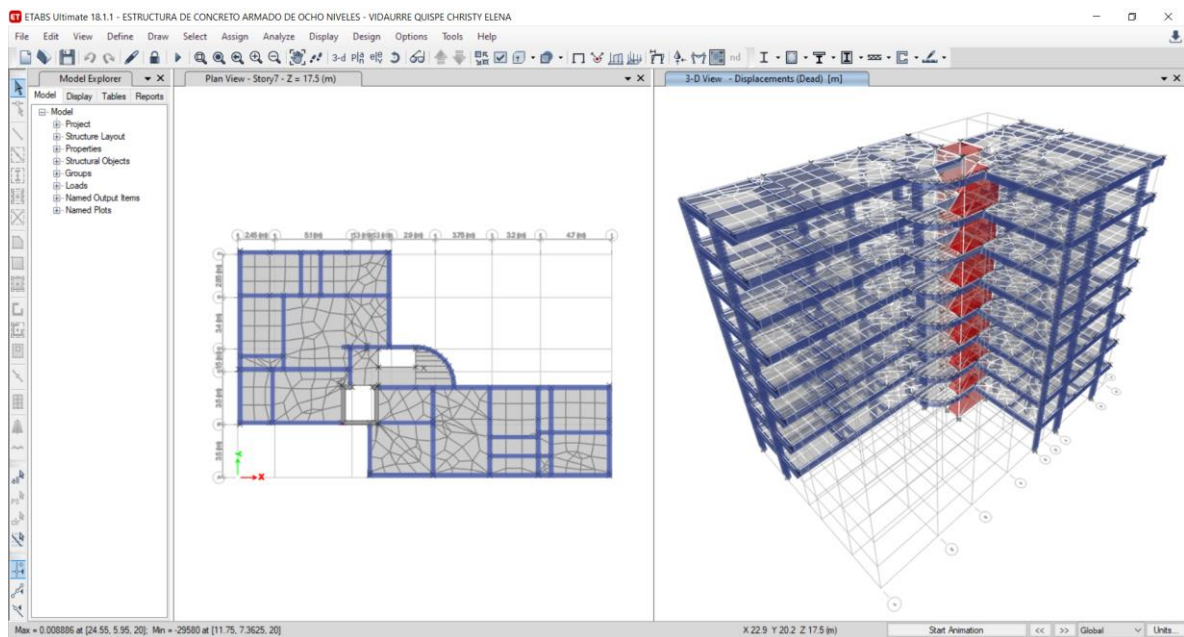 ETABS Ultimate 18.1.1 - ESTRUCTURA DE CONCRETO ARMADO DE OCHO NIVELES - VIDAURRE QUISPE CHRISTY ELENA
File Edit View Define Draw Select Assign Analyze Display Design Options Tools Help
3-d nd
Model Explorer
Plan View - Story7 - Z = 17.5 (m)
3-D View - Displacements (Dead) [m]
Model Display Tables Reports
Model
Project
Structure Layout
Properties
Structural Objects
Groups
Loads
Named Output Items
Named Plots
X
Max = 0.008886 at [24.55, 5.95, 20]; Min = -29580 at [11.75, 7.3625, 20]
X 22.9 Y 20.2 Z 17.5 (m)
Start Animation
<< >>
Global
Units...